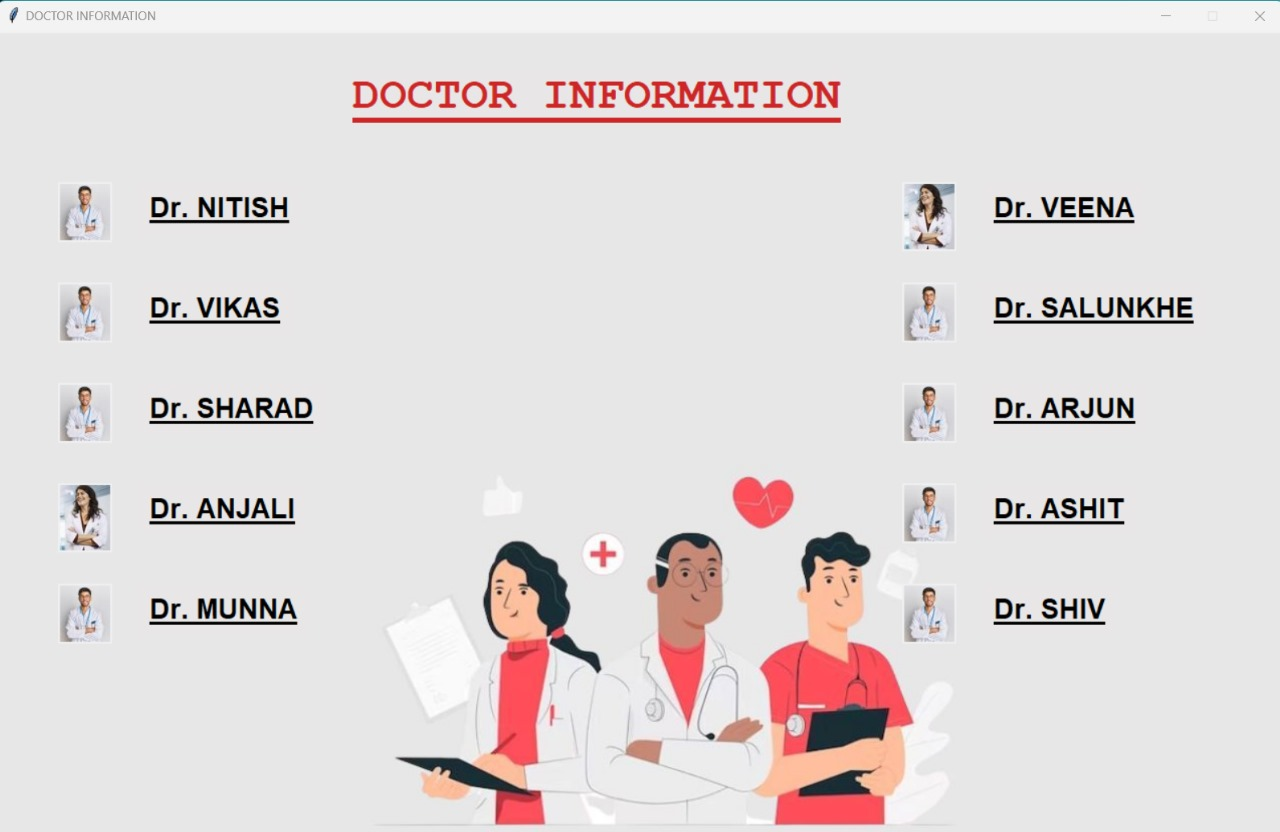 DOCTOR INFORMATION
DOCTOR INFORMATION
Dr. NITISH
Dr. VEENA
Dr. VIKAS
Dr. SALUNKHE
Dr. SHARAD
Dr. ARJUN
Dr. ANJALI
Dr. ASHIT
Dr. MUNNA
Dr. SHIV